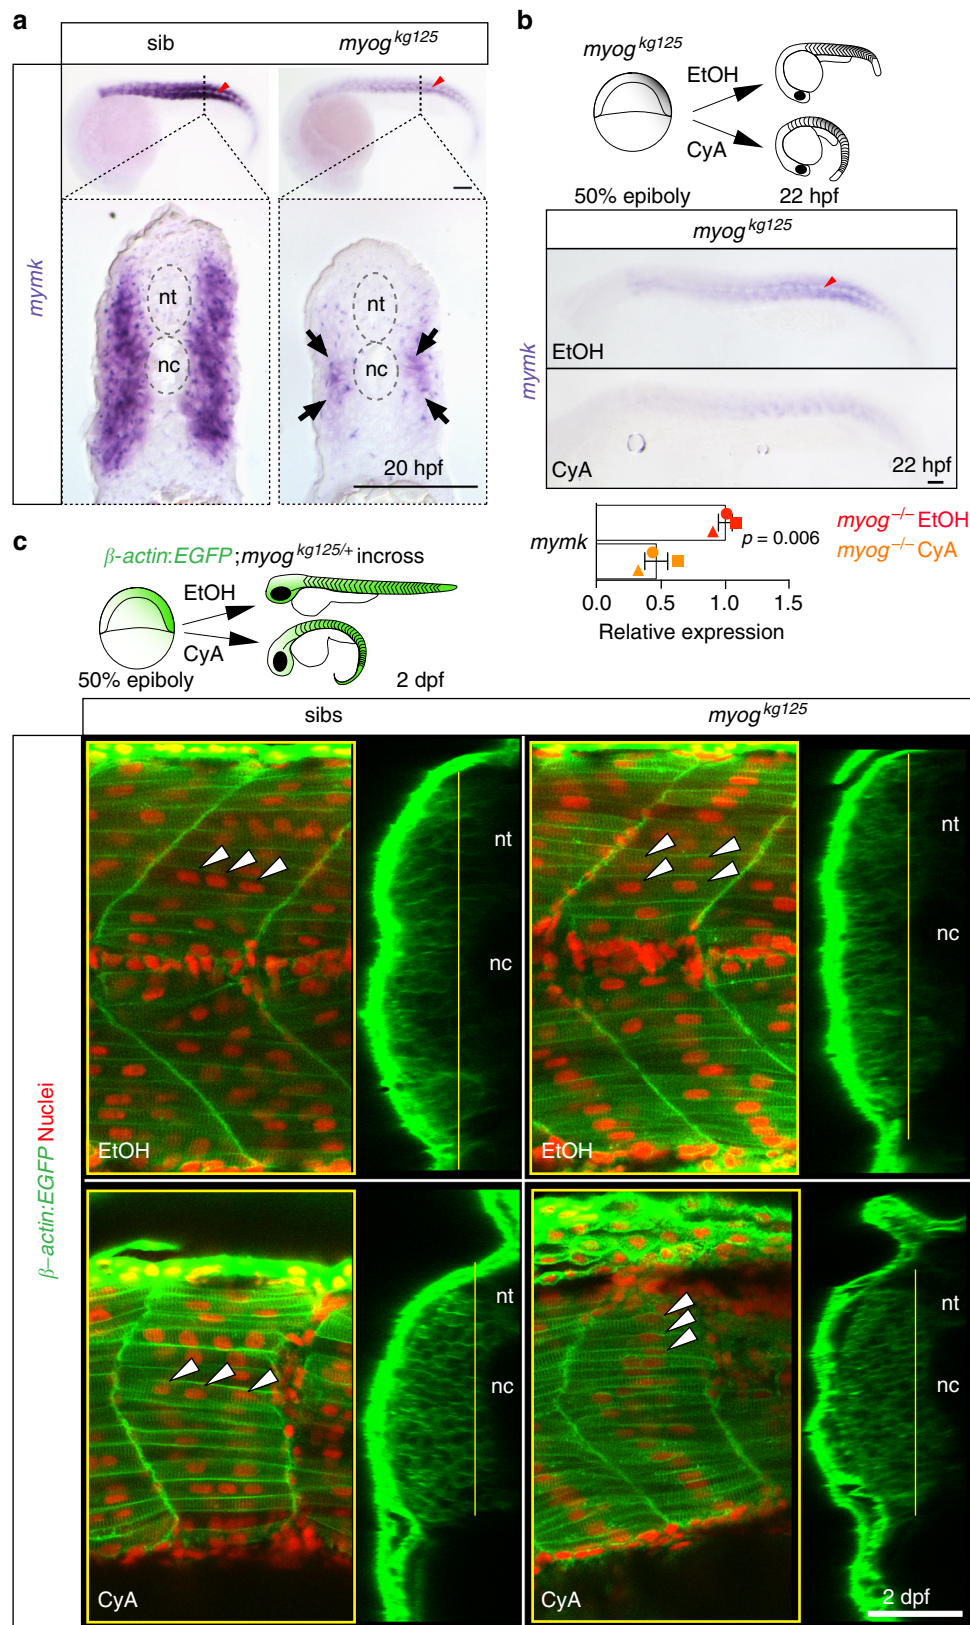 a
sib
myog kg125
mymk
nt
nc
nt
nc
20 hpf
b
myog kg125
EtOH
CyA
50% epiboly
22 hpf
myog kg125
mymk
EtOH
CyA
22 hpf
mymk
p = 0.006
myog –/– EtOH
myog –/– CyA
0.0 0.5 1.0 1.5
Relative expression
c
β-actin:EGFP;myog kg125/+ incross
EtOH
CyA
50% epiboly
2 dpf
sibs
myog kg125
β–actin:EGFP Nuclei
nt
nc
EtOH
nt
nc
EtOH
nt
nc
CyA
nt
nc
CyA
2 dpf